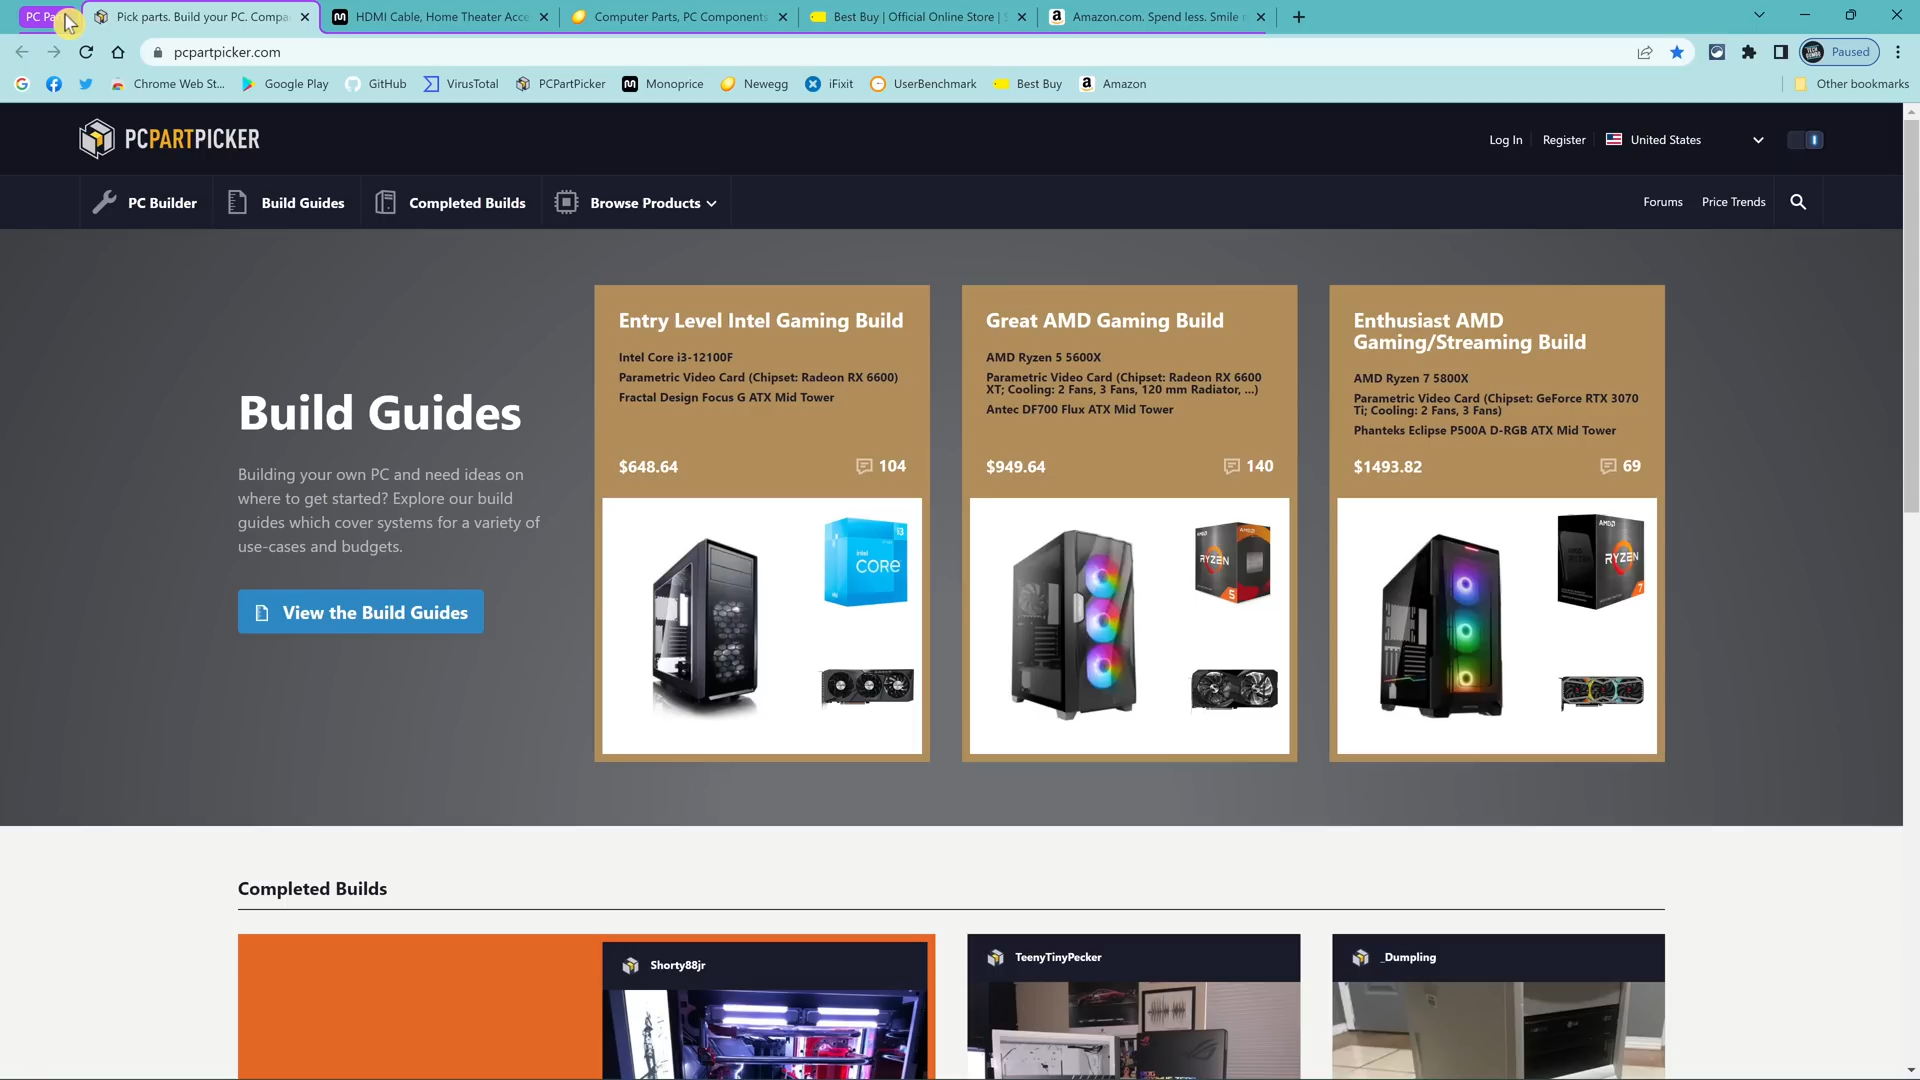 PC Pa
Pick parts. Build your PC. Compa
HDMI Cable, Home Theater Acce
Computer Parts, PC Components
Best Buy | Official Online Store |
Amazon.com. Spend less. Smile
pcpartpicker.com
Paused
Chrome Web St...
Google Play
GitHub
VirusTotal
PCPartPicker
Monoprice
Newegg
iFixit
UserBenchmark
Best Buy
Amazon
Other bookmarks
PCPARTPICKER
Log In
Register
United States
PC Builder
Build Guides
Completed Builds
Browse Products
Forums
Price Trends
Build Guides
Building your own PC and need ideas on
where to get started? Explore our build
guides which cover systems for a variety of
use-cases and budgets.
View the Build Guides
Entry Level Intel Gaming Build
Intel Core i3-12100F
Parametric Video Card (Chipset: Radeon RX 6600)
Fractal Design Focus G ATX Mid Tower
$648.64
104
i3
intel
CORE
Great AMD Gaming Build
AMD Ryzen 5 5600X
Parametric Video Card (Chipset: Radeon RX 6600
XT; Cooling: 2 Fans, 3 Fans, 120 mm Radiator, ...)
Antec DF700 Flux ATX Mid Tower
$949.64
140
RYZEN
5
Enthusiast AMD
Gaming/Streaming Build
AMD Ryzen 7 5800X
Parametric Video Card (Chipset: GeForce RTX 3070
Ti; Cooling: 2 Fans, 3 Fans)
Phanteks Eclipse P500A D-RGB ATX Mid Tower
$1493.82
69
AMD
RYZEN
7
Completed Builds
Shorty88jr
TeenyTinyPecker
_Dumpling